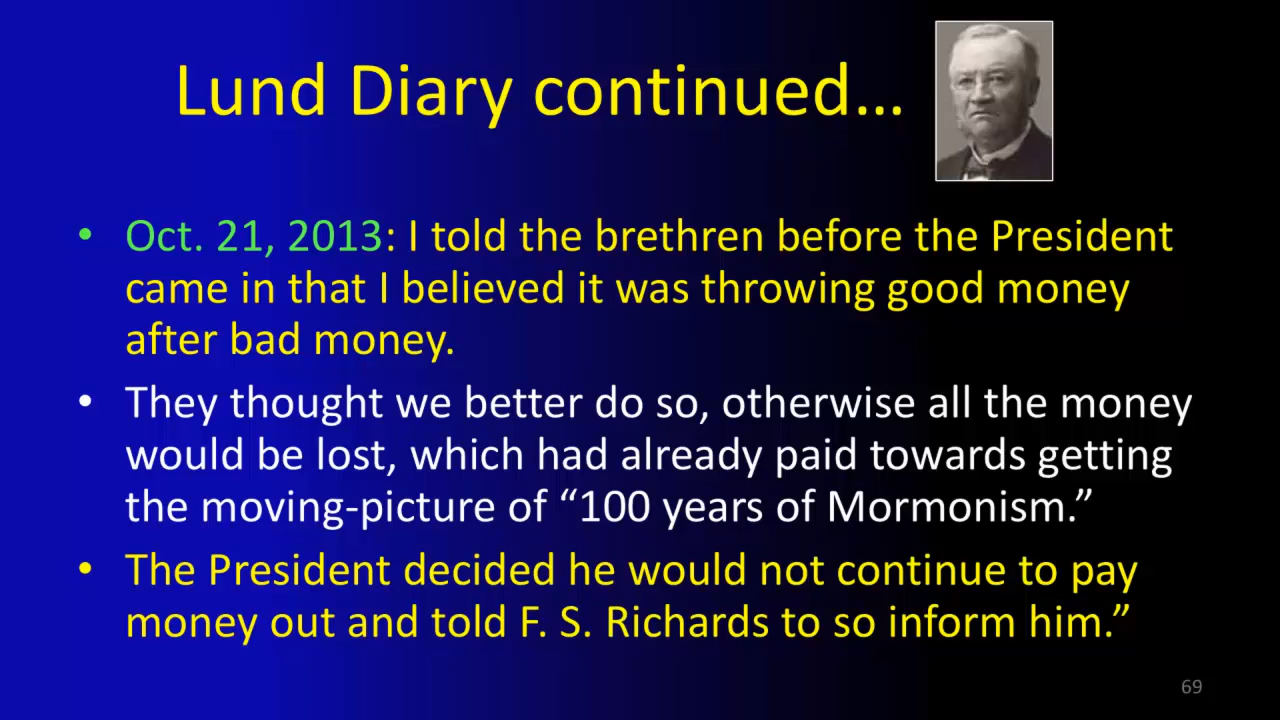 Lund Diary continued...
• Oct. 21, 2013: I told the brethren before the President
came in that I believed it was throwing good money
after bad money.
• They thought we better do so, otherwise all the money
would be lost, which had already paid towards getting
the moving-picture of “100 years of Mormonism.”
• The President decided he would not continue to pay
money out and told F. S. Richards to so inform him.”
69